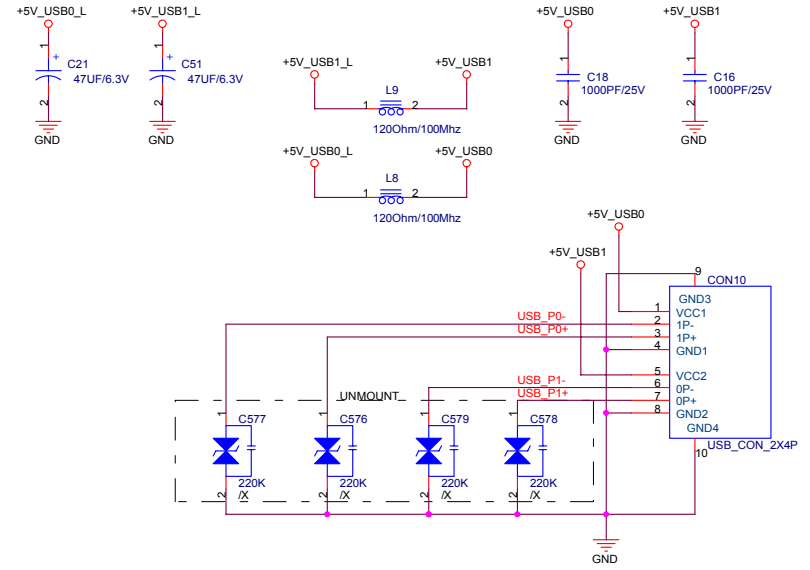 +5V_USB0_L
+5V_USB1_L
+5V_USB0
+5V_USB1
1
+
C21
47UF/6.3V
2
GND
1
+
C51
47UF/6.3V
2
GND
+5V_USB1_L
+5V_USB1
L9
1
2
120Ohm/100Mhz
+5V_USB0_L
+5V_USB0
L8
1
2
120Ohm/100Mhz
1
C18
1000PF/25V
2
GND
1
C16
1000PF/25V
2
GND
+5V_USB0
+5V_USB1
9
CON10
GND3
1
VCC1
USB_P0-
2
1P-
USB_P0+
3
1P+
4
GND1
5
VCC2
USB_P1-
6
0P-
USB_P1+
7
0P+
8
GND2
GND4
10
USB_CON_2X4P
UNMOUNT
1
C577
220K
/X
2
1
C576
220K
/X
2
1
C579
220K
/X
2
1
C578
220K
/X
2
GND